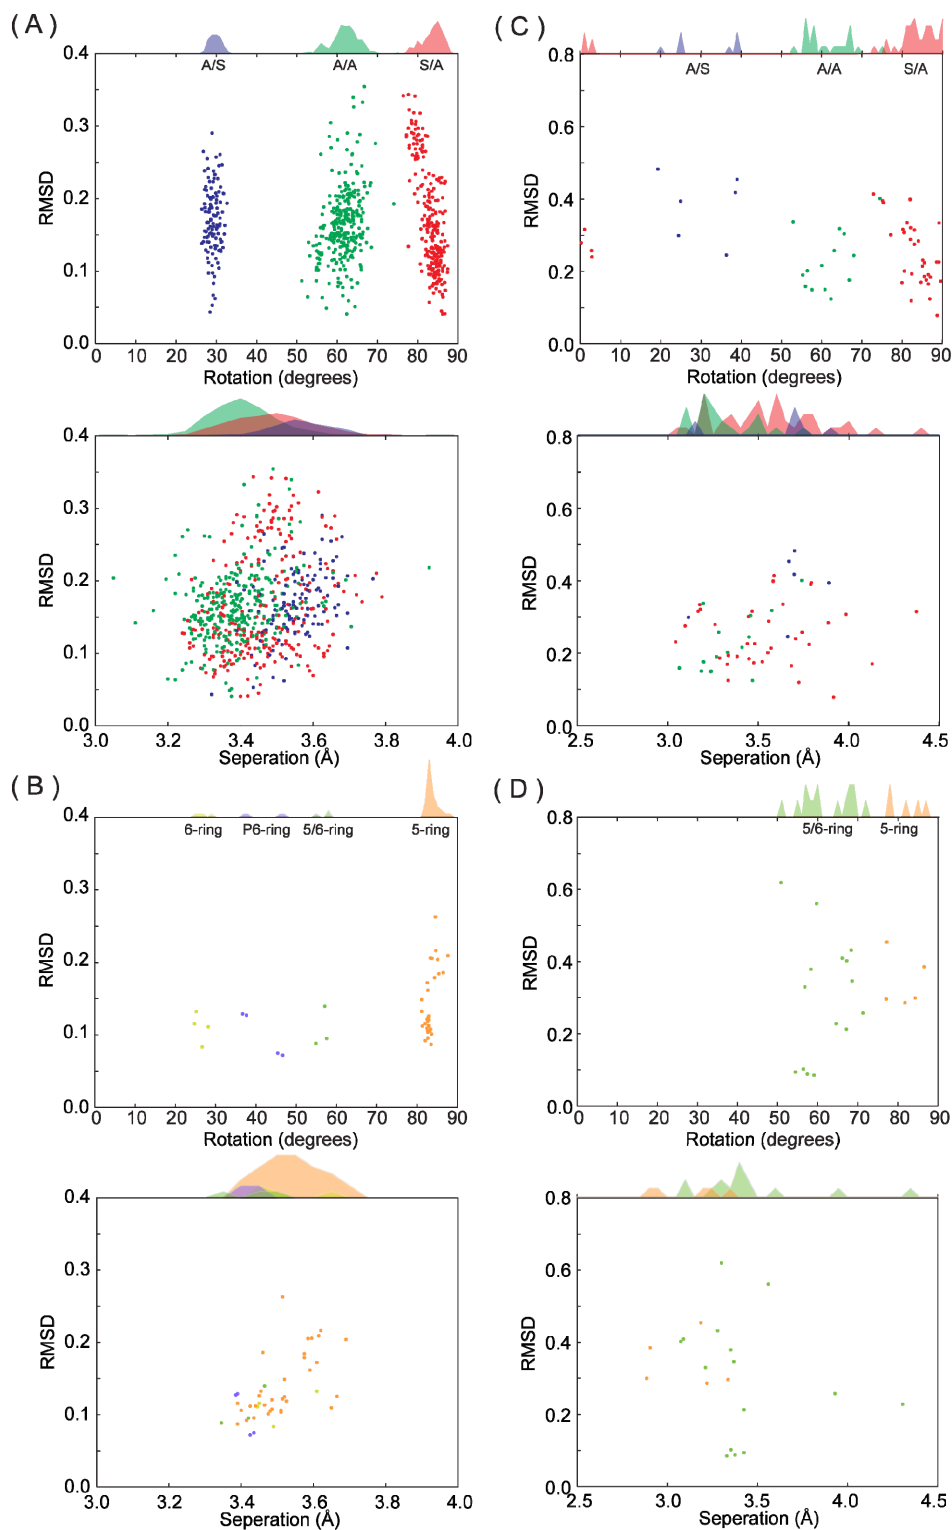 ( A )
A/S A/A S/A
0.4
0.3
0.2
0.1
0.0
RMSD
0 10 20 30 40 50 60 70 80 90
Rotation (degrees)
0.4
0.3
0.2
0.1
0.0
RMSD
3.0 3.2 3.4 3.6 3.8 4.0
Seperation (Å)
( C )
A/S A/A S/A
0.8
0.6
0.4
0.2
0.0
RMSD
0 10 20 30 40 50 60 70 80 90
Rotation (degrees)
0.8
0.6
0.4
0.2
0.0
RMSD
2.5 3.0 3.5 4.0 4.5
Seperation (Å)
( B )
6-ring P6-ring 5/6-ring 5-ring
0.4
0.3
0.2
0.1
0.0
RMSD
0 10 20 30 40 50 60 70 80 90
Rotation (degrees)
0.4
0.3
0.2
0.1
0.0
RMSD
3.0 3.2 3.4 3.6 3.8 4.0
Seperation (Å)
( D )
5/6-ring 5-ring
0.8
0.6
0.4
0.2
0.0
RMSD
0 10 20 30 40 50 60 70 80 90
Rotation (degrees)
0.8
0.6
0.4
0.2
0.0
RMSD
2.5 3.0 3.5 4.0 4.5
Seperation (Å)